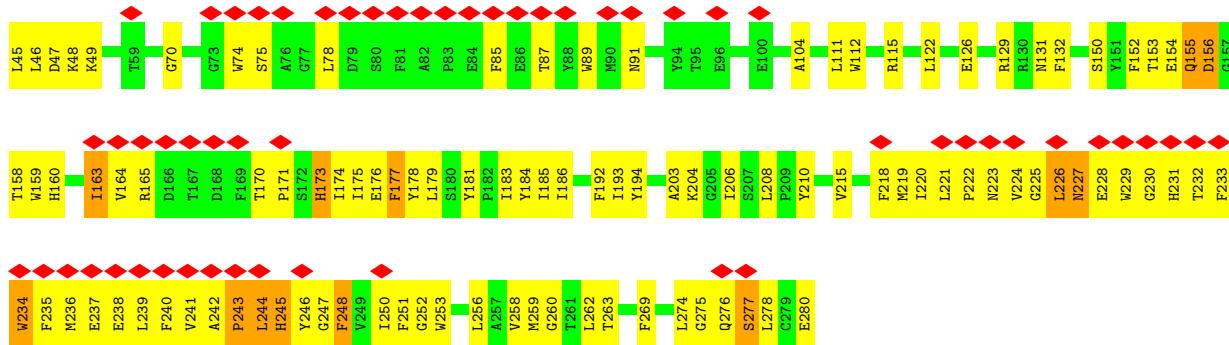 L45 L46 D47 K48 K49 T59 G70 G73 W74 S75 A76 G77 L78 D79 S80 F81 A82 P83 E84 F85 E86 T87 Y88 W89 M90 N91 Y94 T95 E96 E100 A104 L111 W112 R115 L122 E126 R129 R130 N131 F132 S150 Y151 F152 T153 E154 Q155 D156 G157
T158 W159 H160 I163 V164 R165 D166 T167 D168 F169 T170 P171 S172 H173 I174 I175 E176 F177 Y178 L179 S180 Y181 P182 I183 Y184 I185 I186 F192 I193 Y194 A203 K204 G205 I206 S207 L208 P209 Y210 V215 F218 M219 I220 L221 P222 N223 V224 G225 L226 N227 E228 W229 G230 H231 T232 F233
W234 F235 M236 E237 E238 L239 F240 V241 A242 P243 L244 H245 Y246 G247 F248 V249 I250 F251 G252 W253 L256 A257 V258 M259 G260 T261 L262 T263 F269 L274 G275 Q276 S277 L278 C279 E280